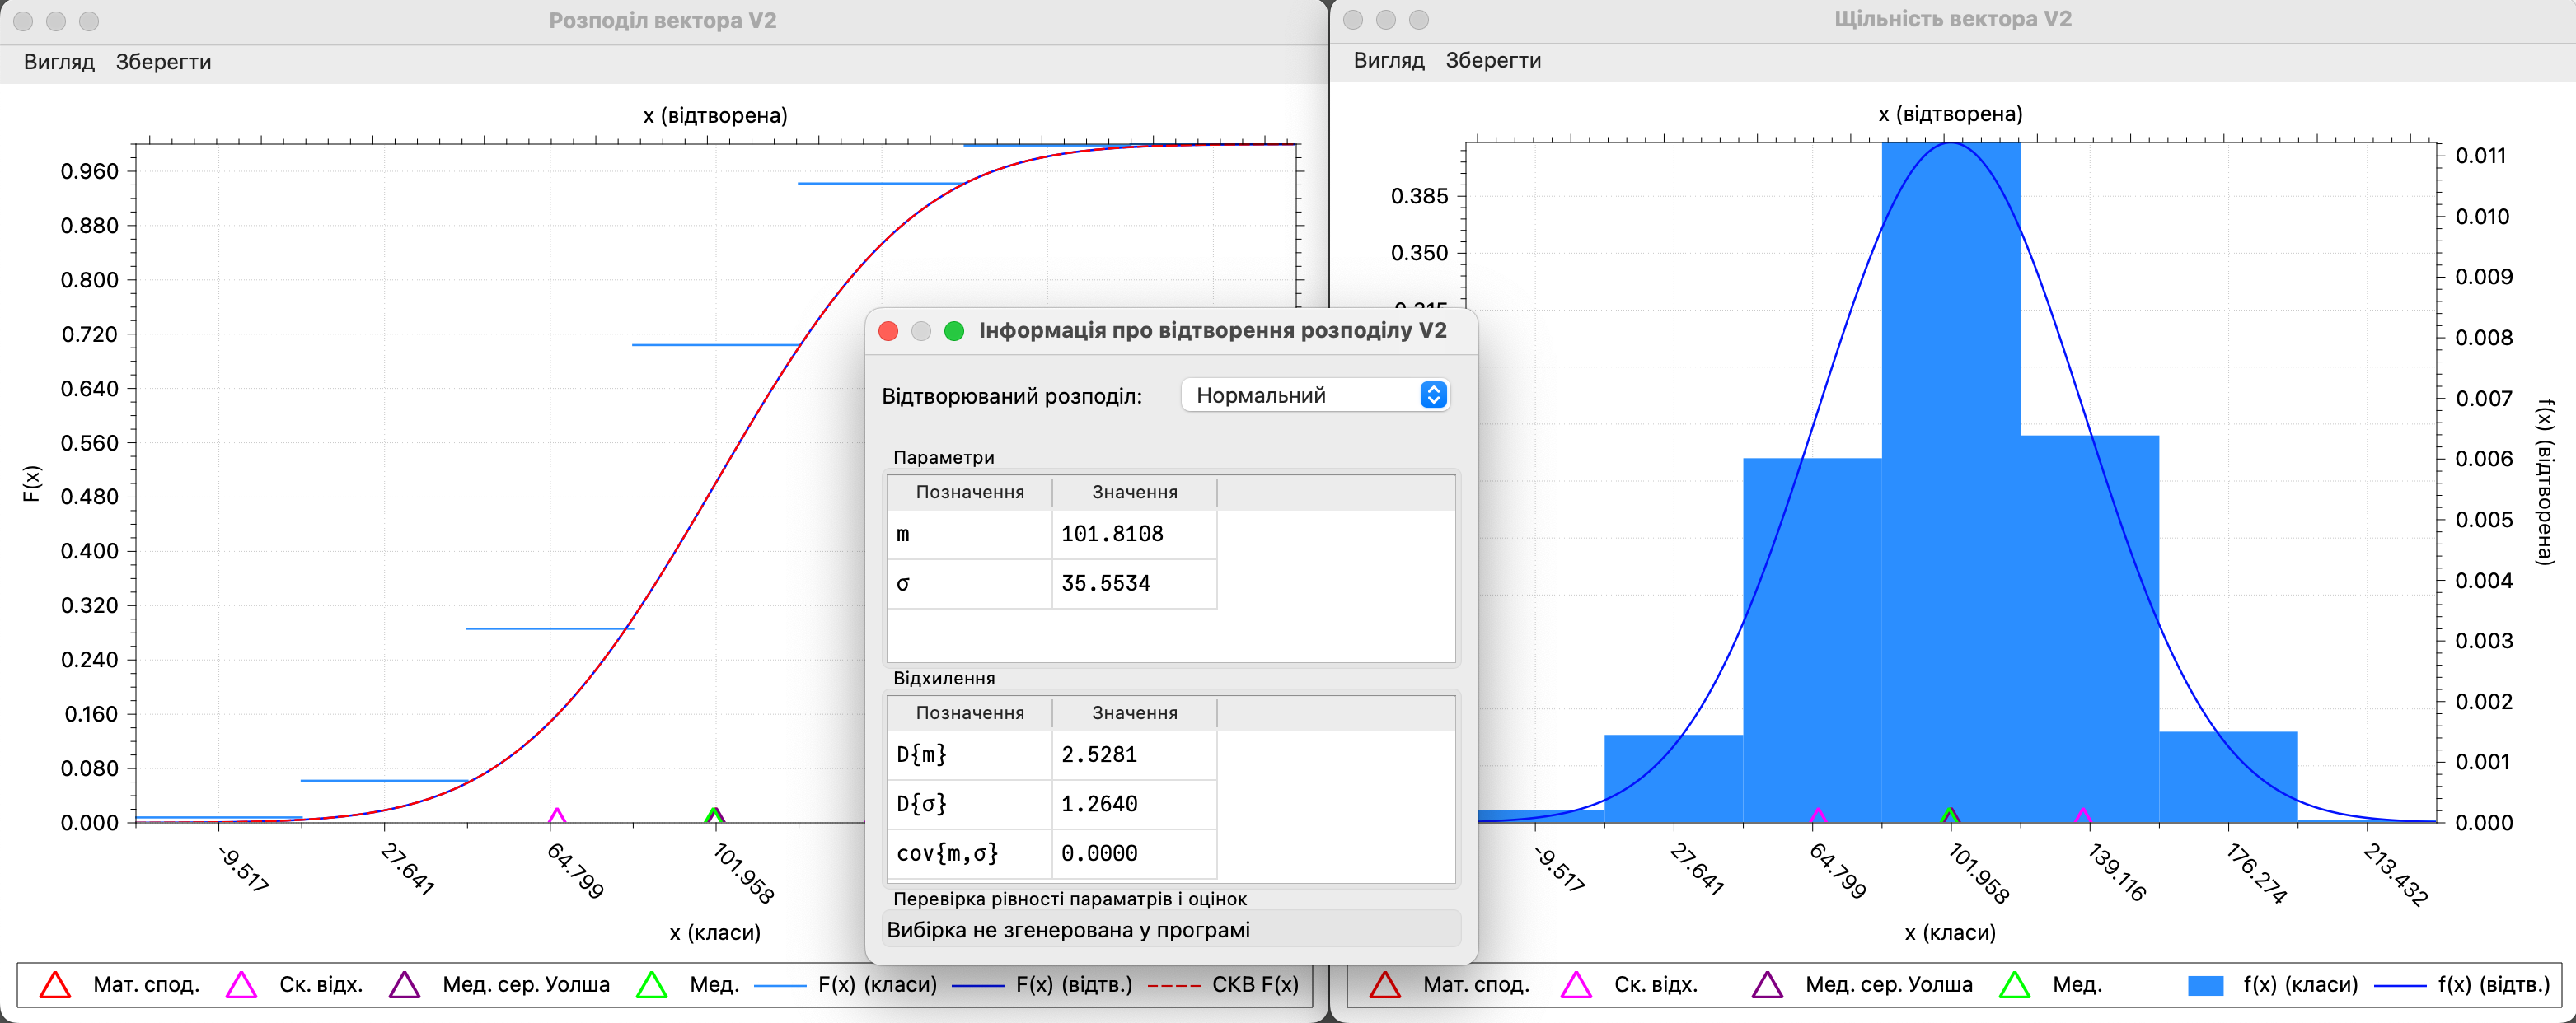 Розподіл вектора V2
Вигляд Зберегти
x (відтворена)
0.960
0.880
0.800
0.720
0.640
0.560
0.480
0.400
0.320
0.240
0.160
0.080
0.000
F(x)
-9.517
27.641
64.799
101.958
x (класи)
Мат. спод.
Ск. відх.
Мед. сер. Уолша
Мед.
F(x) (класи)
F(x) (відтв.)
СКВ F(x)
Інформація про відтворення розподілу V2
Відтворюваний розподіл: Нормальний
Параметри
Позначення Значення
m 101.8108
σ 35.5534
Відхилення
Позначення Значення
D{m} 2.5281
D{σ} 1.2640
cov{m,σ} 0.0000
Перевірка рівності параматрів і оцінок
Вибірка не згенерована у програмі
Щільність вектора V2
Вигляд Зберегти
x (відтворена)
0.385
0.350
0.011
0.010
0.009
0.008
0.007
0.006
0.005
0.004
0.003
0.002
0.001
0.000
f(x) (відтворена)
-9.517
27.641
64.799
101.958
139.116
176.274
213.432
x (класи)
Мат. спод.
Ск. відх.
Мед. сер. Уолша
Мед.
f(x) (класи)
f(x) (відтв.)